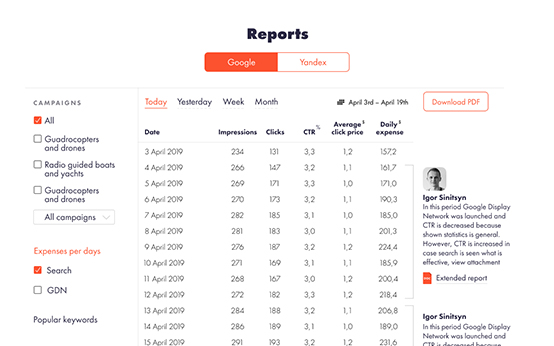 Reports
Google
Yandex
CAMPAIGNS
All
Guadrocopters
and drones
Radio guided boats
and yachts
Guadrocopters
and drones
All campaigns
Expenses per days
Search
GDN
Popular keywords
Today Yesterday Week Month
April 3rd – April 19th
Download PDF
Date Impressions Clicks CTR % Average click price $ Daily expense $
3 April 2019 234 131 3,3 1,2 157,2
4 April 2019 266 147 3,2 1,1 161,7
5 April 2019 269 171 3,3 1,0 171,0
6 April 2019 270 173 3,2 1,1 190,3
7 April 2019 282 185 3,1 1,0 185,0
8 April 2019 281 183 3,0 1,1 201,3
9 April 2019 276 187 3,2 1,2 224,4
10 April 2019 271 169 3,1 1,1 185,9
11 April 2019 268 167 3,0 1,2 200,4
12 April 2019 272 182 3,3 1,2 218,4
13 April 2019 284 188 3,2 1,1 206,8
14 April 2019 286 189 3,1 1,0 189,0
15 April 2019 291 193 3,2 1,2 231,6
Igor Sinitsyn
In this period Google Display
Network was launched and
CTR is decreased because
shown statistics is general.
However, CTR is increased in
case search is seen what is
effective, view attachment
Extended report
Igor Sinitsyn
In this period Google Display
Network was launched and
CTR is decreased because